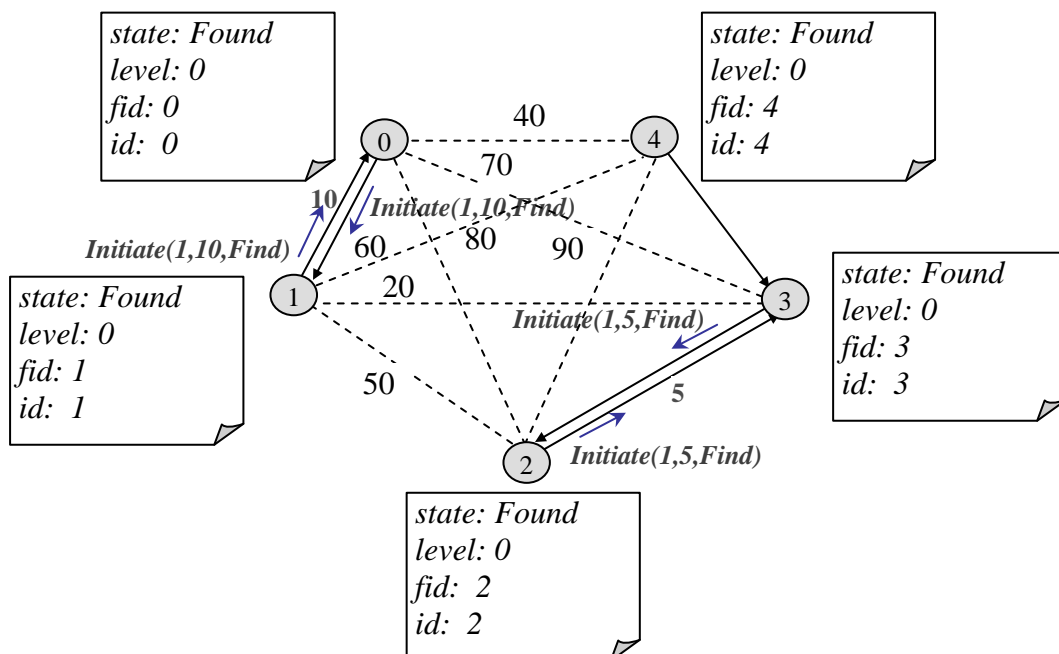 state: Found
level: 0
fid: 0
id: 0
state: Found
level: 0
fid: 4
id: 4
0
40
4
70
10
Initiate(1,10,Find)
Initiate(1,10,Find)
60
80
90
1
20
3
Initiate(1,5,Find)
state: Found
level: 0
fid: 1
id: 1
state: Found
level: 0
fid: 3
id: 3
50
5
2
Initiate(1,5,Find)
state: Found
level: 0
fid: 2
id: 2